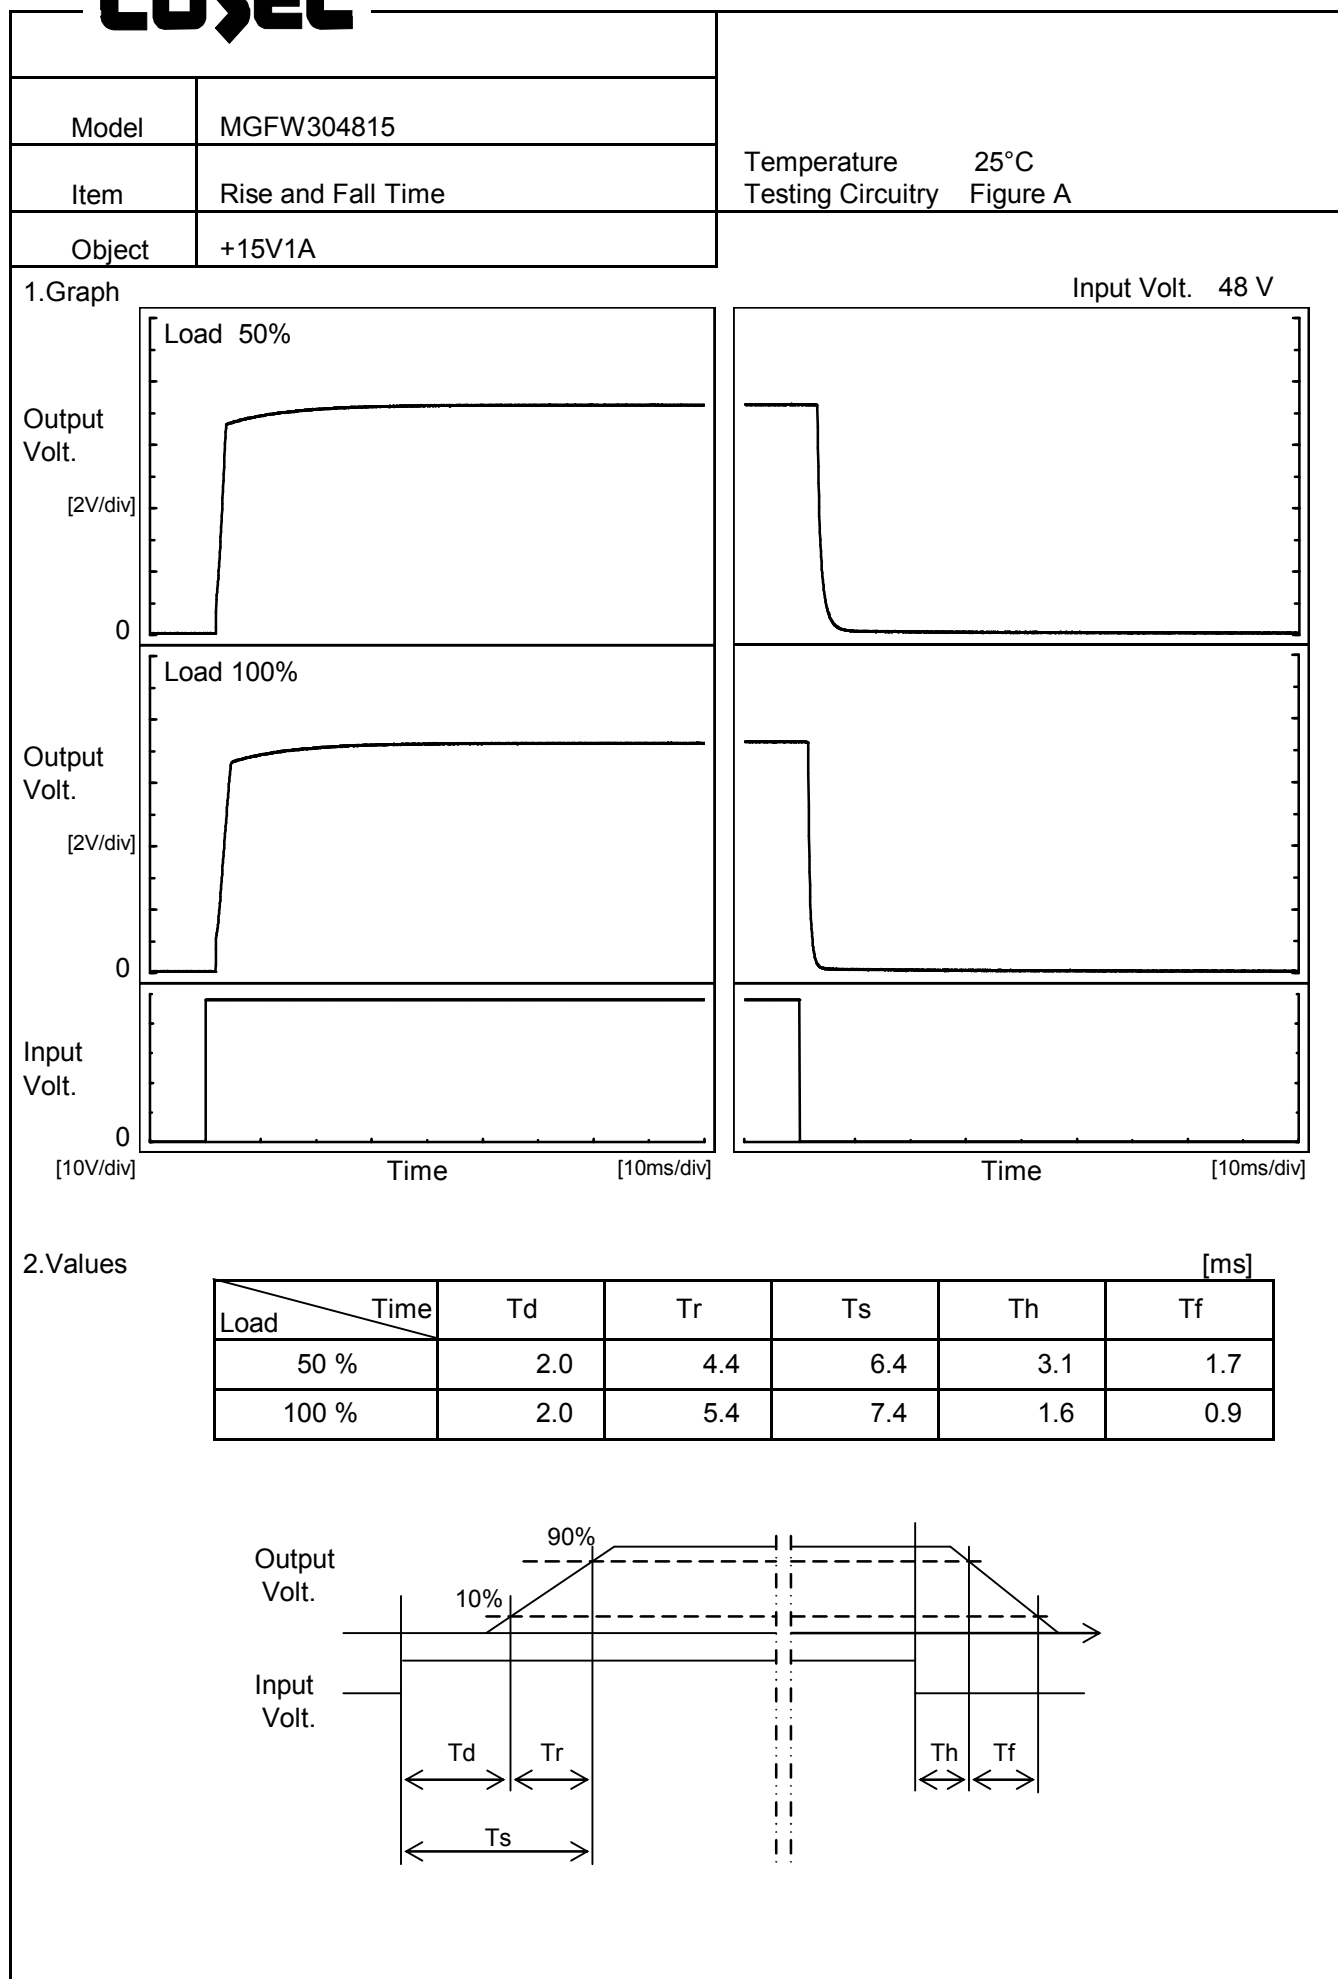 COSEL
Model MGFW304815
Item Rise and Fall Time
Object +15V1A
Temperature 25°C
Testing Circuitry Figure A
1.Graph
Input Volt. 48 V
Load 50%
Output
Volt.
[2V/div]
0
Load 100%
Output
Volt.
[2V/div]
0
Input
Volt.
0
[10V/div] Time [10ms/div] Time [10ms/div]
2.Values [ms]
Load Time Td Tr Ts Th Tf
50 % 2.0 4.4 6.4 3.1 1.7
100 % 2.0 5.4 7.4 1.6 0.9
Output
Volt.
90%
10%
Input
Volt.
Td Tr Th Tf
Ts